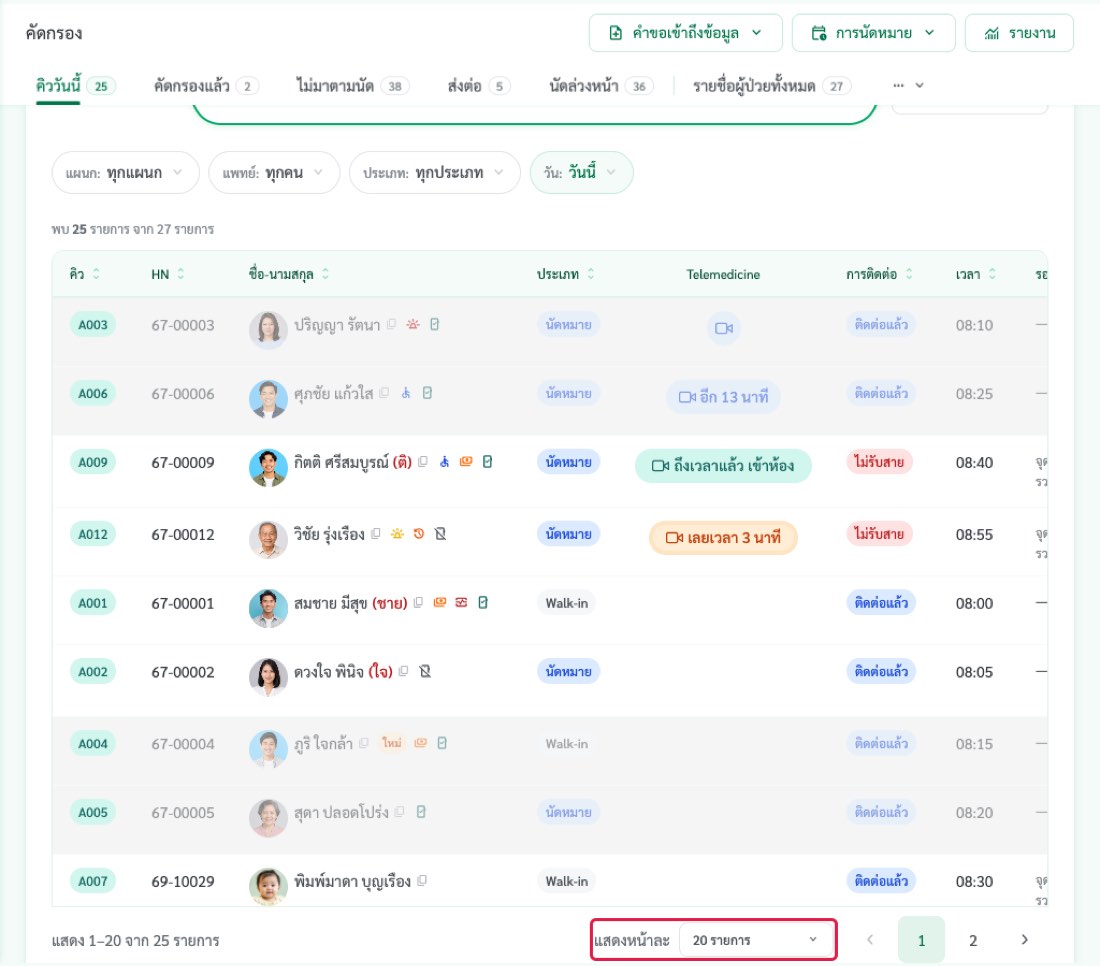 คัดกรอง
คำขอเข้าถึงข้อมูล
การนัดหมาย
รายงาน
คิววันนี้ 25
คัดกรองแล้ว 2
ไม่มาตามนัด 38
ส่งต่อ 5
นัดล่วงหน้า 36
รายชื่อผู้ป่วยทั้งหมด 27
...
แผนก: ทุกแผนก
แพทย์: ทุกคน
ประเภท: ทุกประเภท
วัน: วันนี้
พบ 25 รายการ จาก 27 รายการ
คิว HN ชื่อ-นามสกุล ประเภท Telemedicine การติดต่อ เวลา รอ
A003 67-00003 ปริญญา รัตนา นัดหมาย ติดต่อแล้ว 08:10 —
A006 67-00006 ศุภชัย แก้วใส นัดหมาย อีก 13 นาที ติดต่อแล้ว 08:25 —
A009 67-00009 กิตติ ศรีสมบูรณ์ (ติ) นัดหมาย ถึงเวลาแล้ว เข้าห้อง ไม่รับสาย 08:40
A012 67-00012 วิชัย รุ่งเรือง นัดหมาย เลยเวลา 3 นาที ไม่รับสาย 08:55
A001 67-00001 สมชาย มีสุข (ชาย) Walk-in ติดต่อแล้ว 08:00 —
A002 67-00002 ดวงใจ พินิจ (ใจ) นัดหมาย ติดต่อแล้ว 08:05 —
A004 67-00004 ภูริ ใจกล้า ใหม่ Walk-in ติดต่อแล้ว 08:15 —
A005 67-00005 สุดา ปลอดโปร่ง นัดหมาย ติดต่อแล้ว 08:20 —
A007 69-10029 พิมพ์มาดา บุญเรือง Walk-in ติดต่อแล้ว 08:30
แสดง 1–20 จาก 25 รายการ
แสดงหน้าละ 20 รายการ
1 2